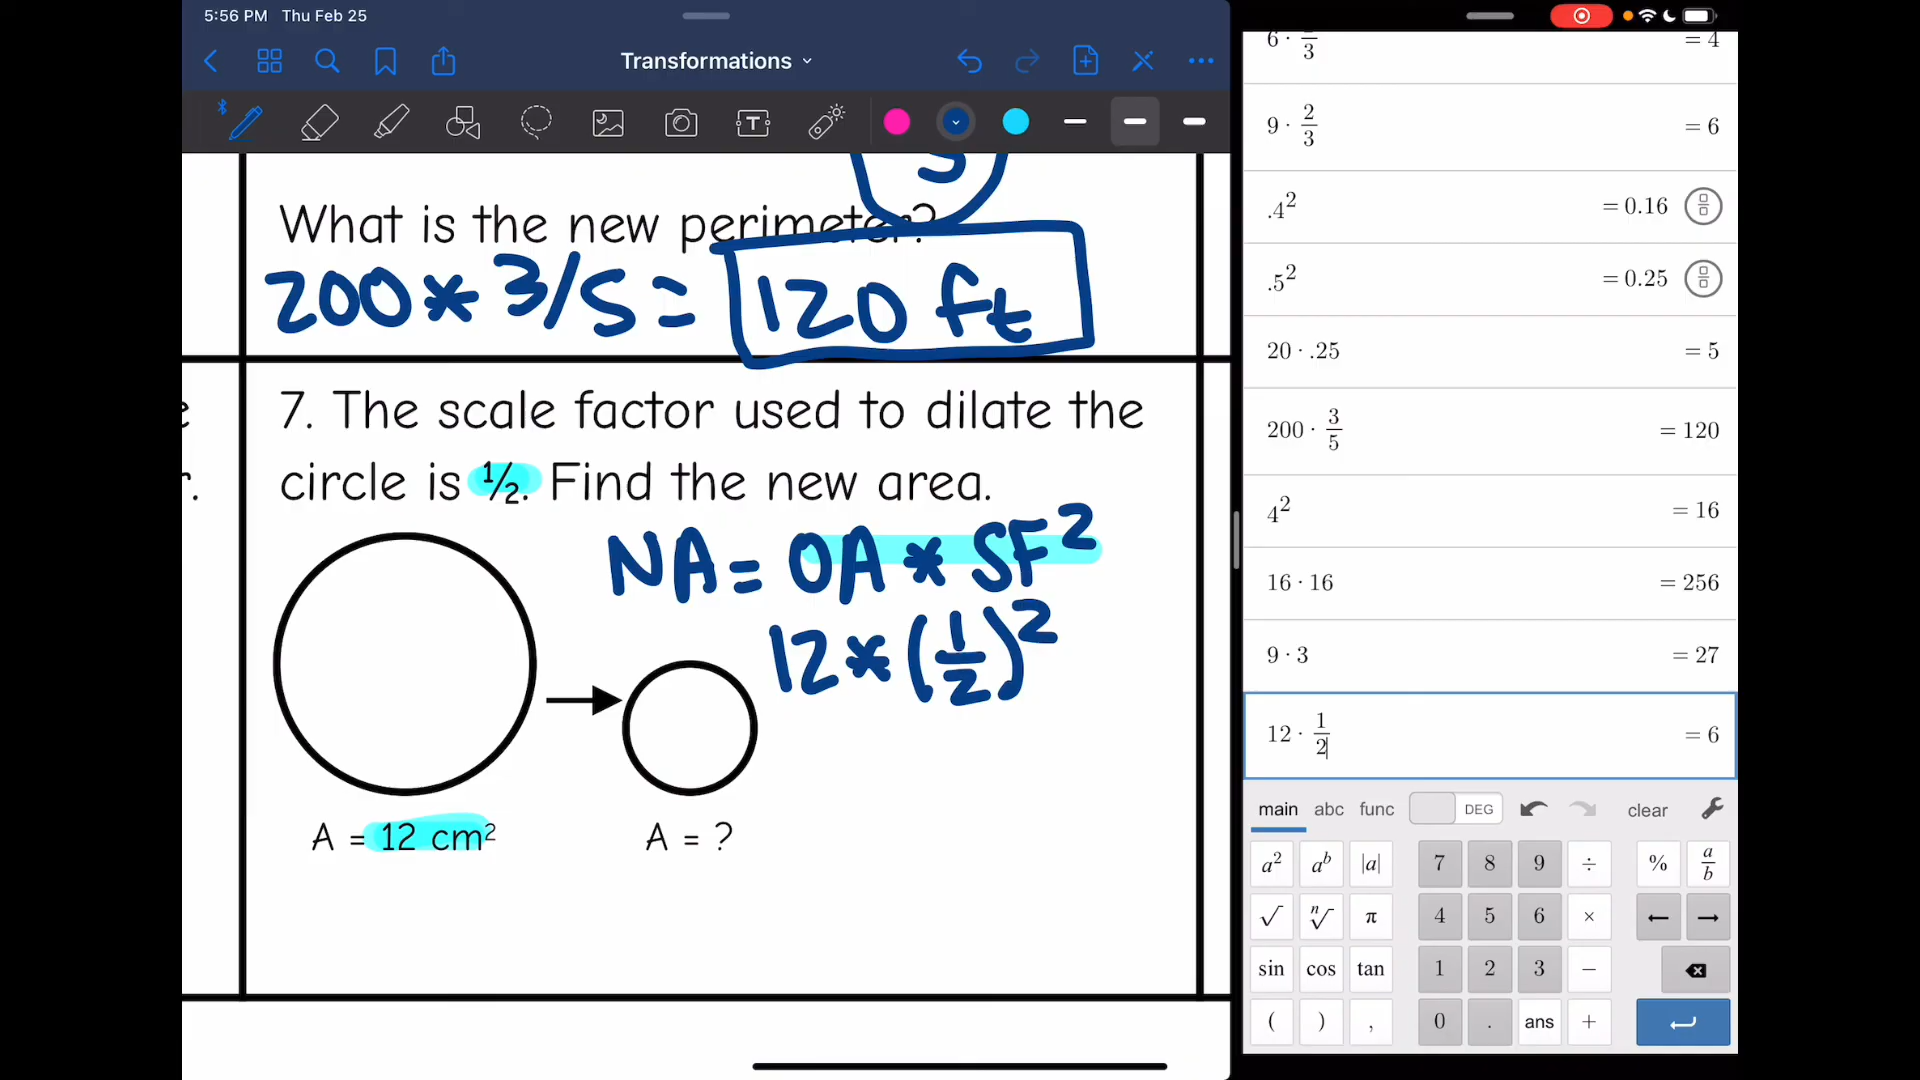 5:56 PM Thu Feb 25
Transformations
T
What is the new perimeter?
200 * 3/5 = 120 ft
e
r.
7. The scale factor used to dilate the
circle is ½. Find the new area.
NA = OA * SF²
12 * (1/2)²
A = 12 cm²
A = ?
= 4
9 · 2/3 = 6
.4² = 0.16
.5² = 0.25
20 · .25 = 5
200 · 3/5 = 120
4² = 16
16 · 16 = 256
9 · 3 = 27
12 · 1/2 = 6
main abc func DEG clear
a² aᵇ |a| 7 8 9 ÷ % a/b
√ ⁿ√ π 4 5 6 × ← →
sin cos tan 1 2 3 −
( ) , 0 . ans +